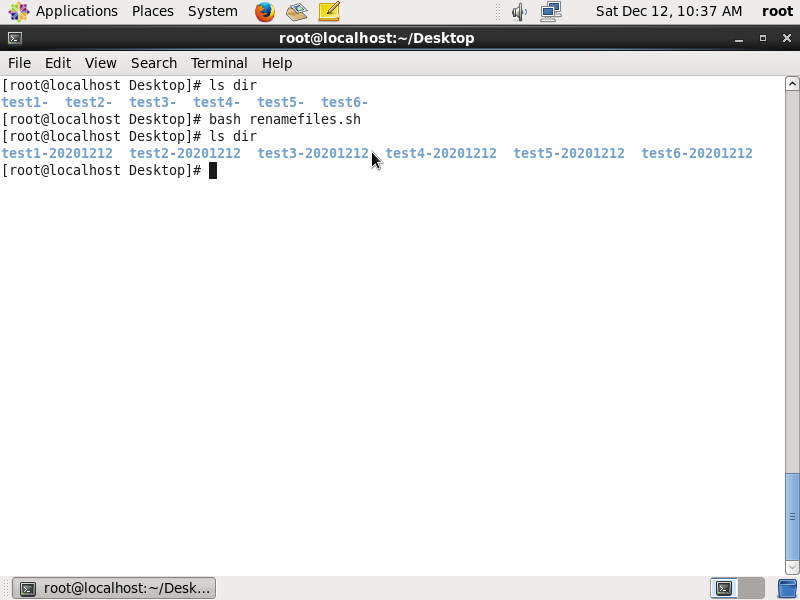 Applications Places System Sat Dec 12, 10:37 AM root
root@localhost:~/Desktop
File Edit View Search Terminal Help
[root@localhost Desktop]# ls dir
test1-  test2-  test3-  test4-  test5-  test6-
[root@localhost Desktop]# bash renamefiles.sh
[root@localhost Desktop]# ls dir
test1-20201212  test2-20201212  test3-20201212  test4-20201212  test5-20201212  test6-20201212
[root@localhost Desktop]#
root@localhost:~/Desk...